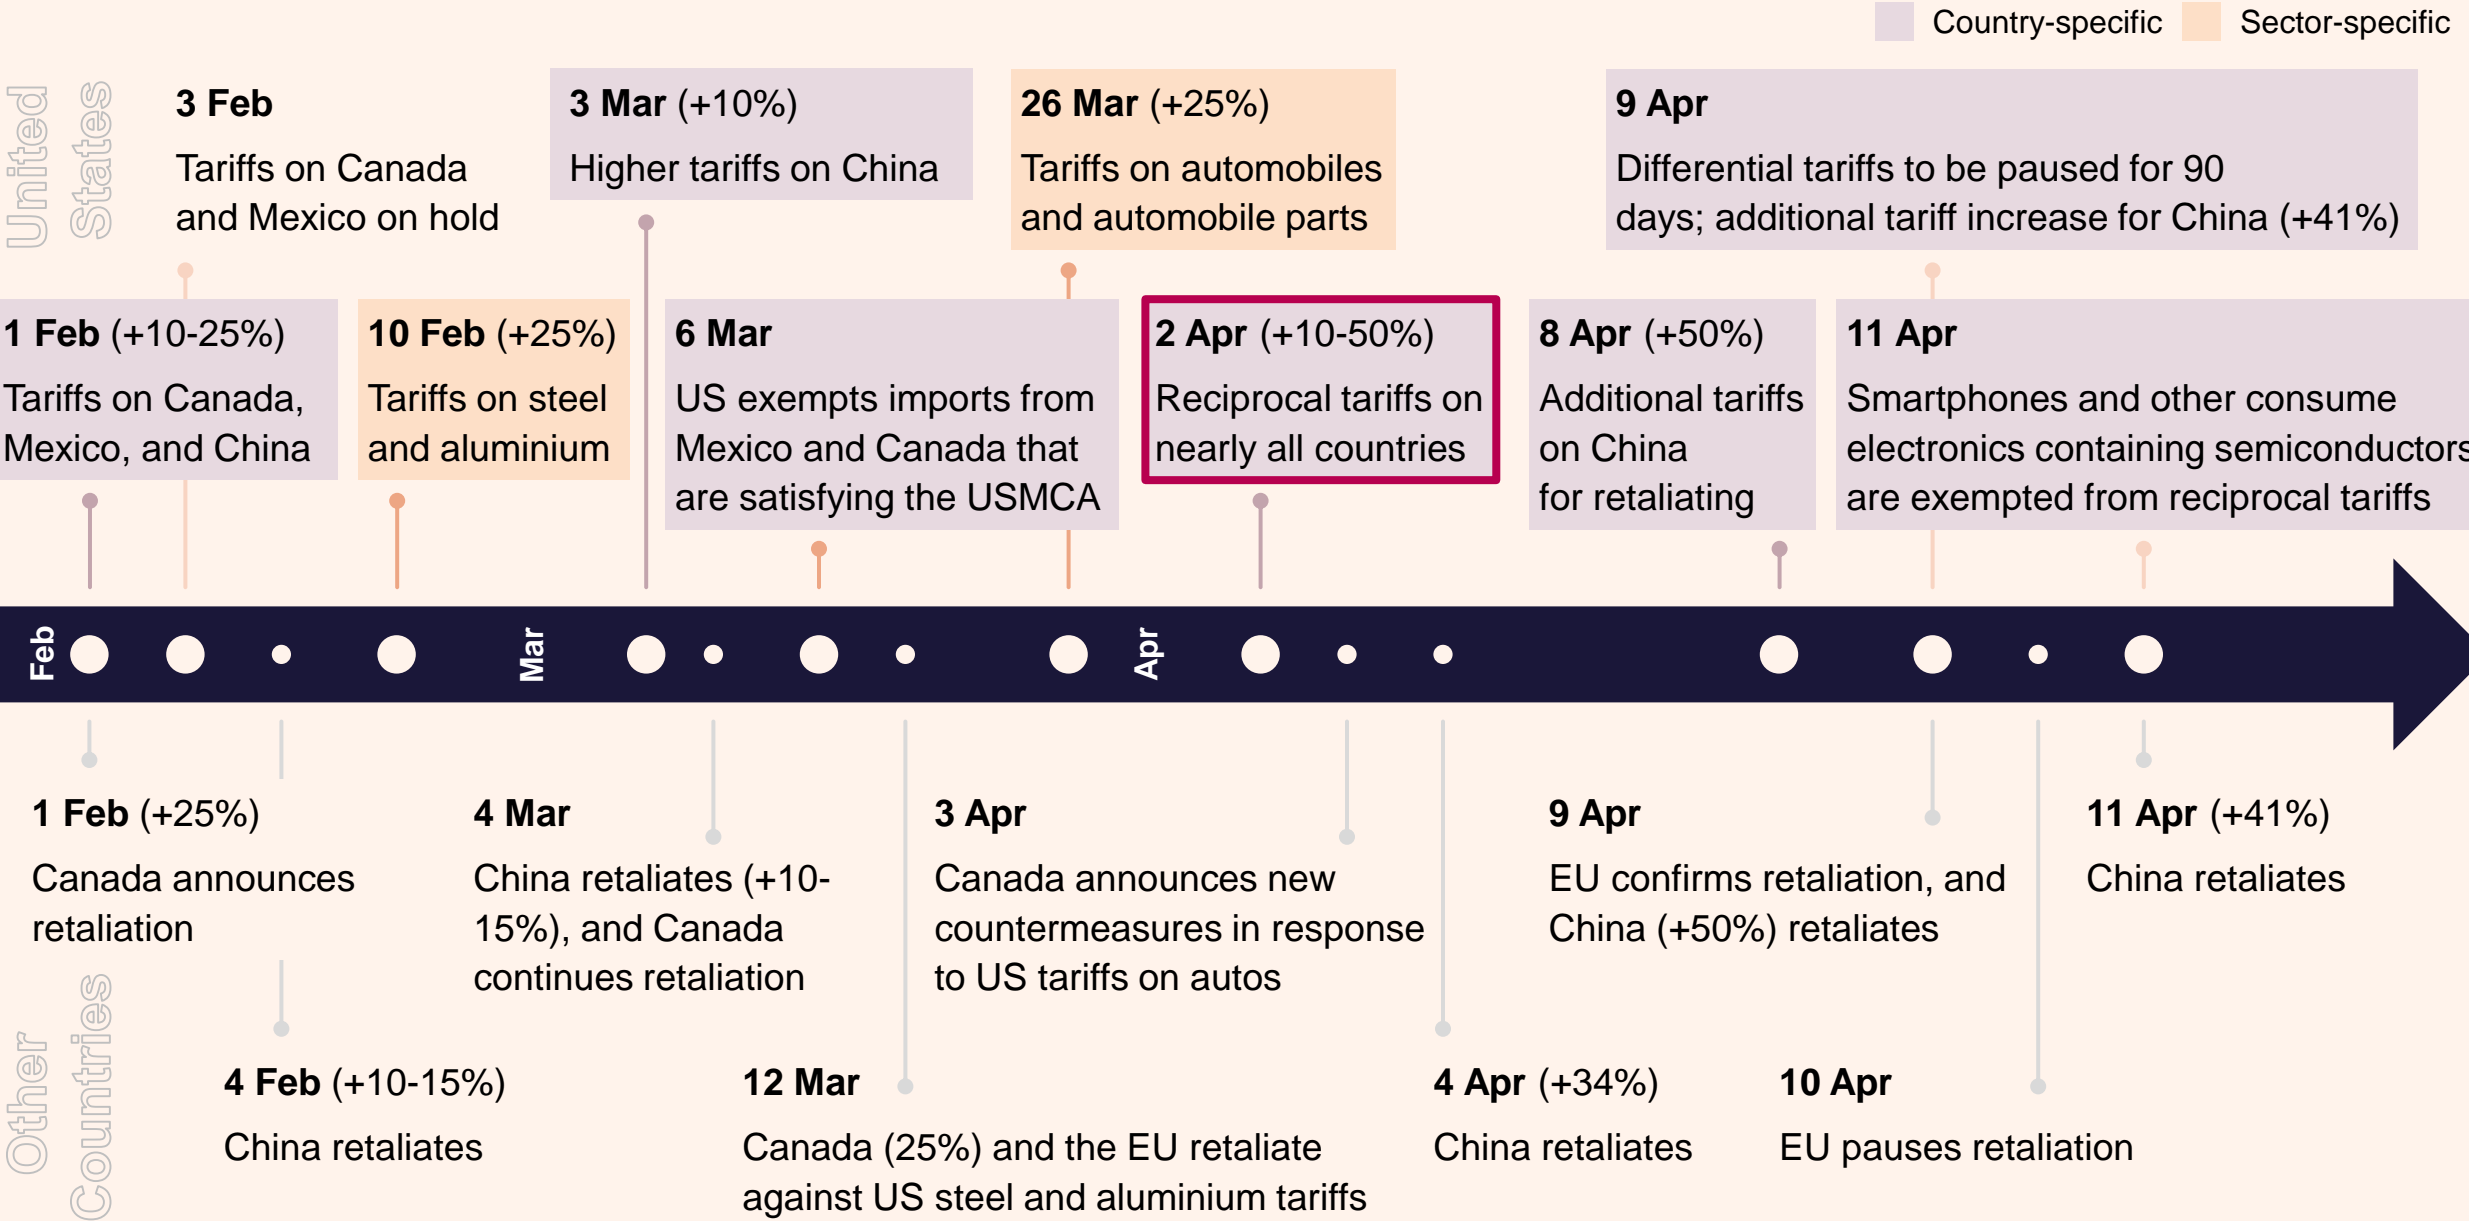 Country-specific
Sector-specific
United
States
3 Feb
Tariffs on Canada
and Mexico on hold
3 Mar (+10%)
Higher tariffs on China
26 Mar (+25%)
Tariffs on automobiles
and automobile parts
9 Apr
Differential tariffs to be paused for 90
days; additional tariff increase for China (+41%)
1 Feb (+10-25%)
Tariffs on Canada,
Mexico, and China
10 Feb (+25%)
Tariffs on steel
and aluminium
6 Mar
US exempts imports from
Mexico and Canada that
are satisfying the USMCA
2 Apr (+10-50%)
Reciprocal tariffs on
nearly all countries
8 Apr (+50%)
Additional tariffs
on China
for retaliating
11 Apr
Smartphones and other consume
electronics containing semiconductors
are exempted from reciprocal tariffs
Feb
Mar
Apr
1 Feb (+25%)
Canada announces
retaliation
4 Mar
China retaliates (+10-
15%), and Canada
continues retaliation
3 Apr
Canada announces new
countermeasures in response
to US tariffs on autos
9 Apr
EU confirms retaliation, and
China (+50%) retaliates
11 Apr (+41%)
China retaliates
Other
Countries
4 Feb (+10-15%)
China retaliates
12 Mar
Canada (25%) and the EU retaliate
against US steel and aluminium tariffs
4 Apr (+34%)
China retaliates
10 Apr
EU pauses retaliation